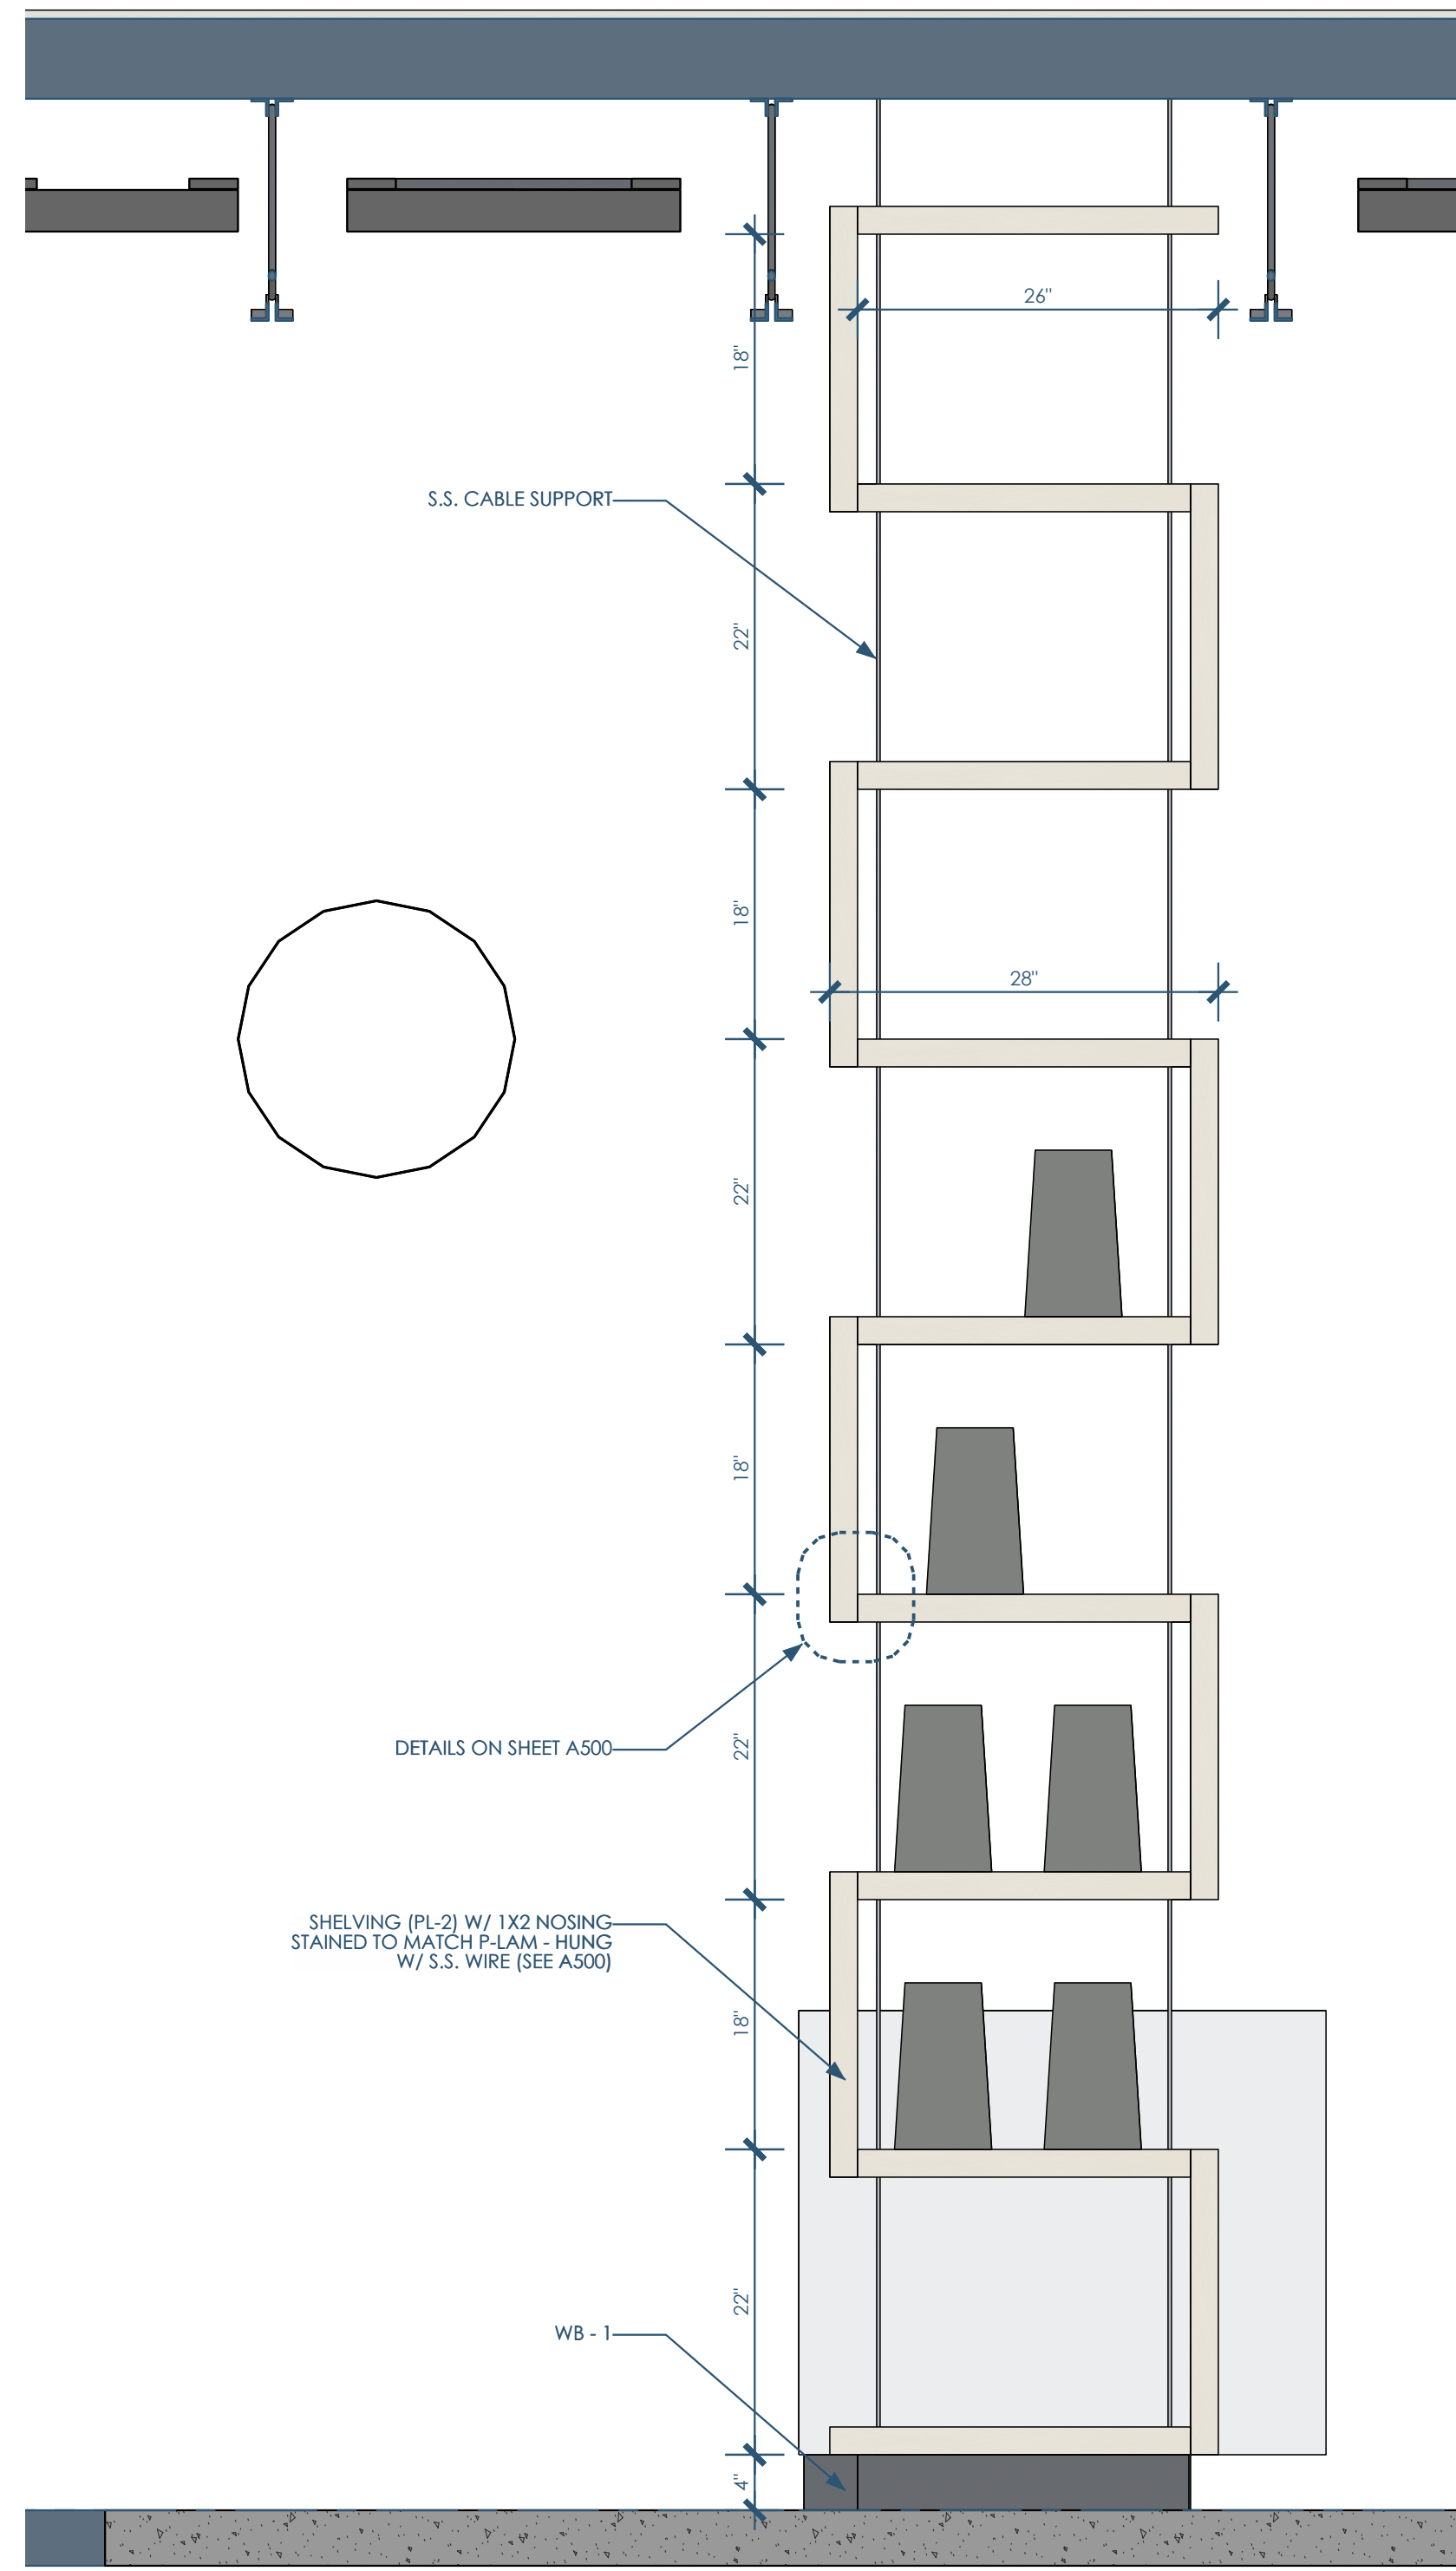 26"
18"
S.S. CABLE SUPPORT
22"
18"
28"
22"
18"
DETAILS ON SHEET A500
22"
SHELVING (PL-2) W/ 1X2 NOSING
STAINED TO MATCH P-LAM - HUNG
W/ S.S. WIRE (SEE A500)
18"
22"
WB - 1
4"